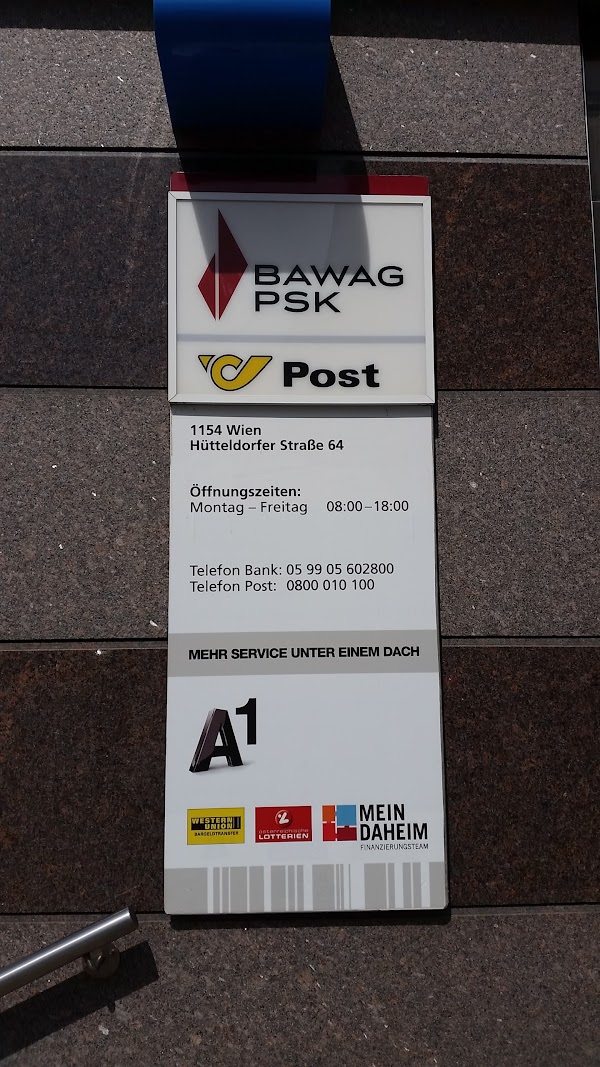 BAWAG
PSK
Post
1154 Wien
Hütteldorfer Straße 64
Öffnungszeiten:
Montag – Freitag 08:00–18:00
Telefon Bank: 05 99 05 602800
Telefon Post: 0800 010 100
MEHR SERVICE UNTER EINEM DACH
A1
WESTERN
UNION
BARGELDTRANSFER
österreichische
LOTTERIEN
MEIN
DAHEIM
FINANZIERUNGSTEAM